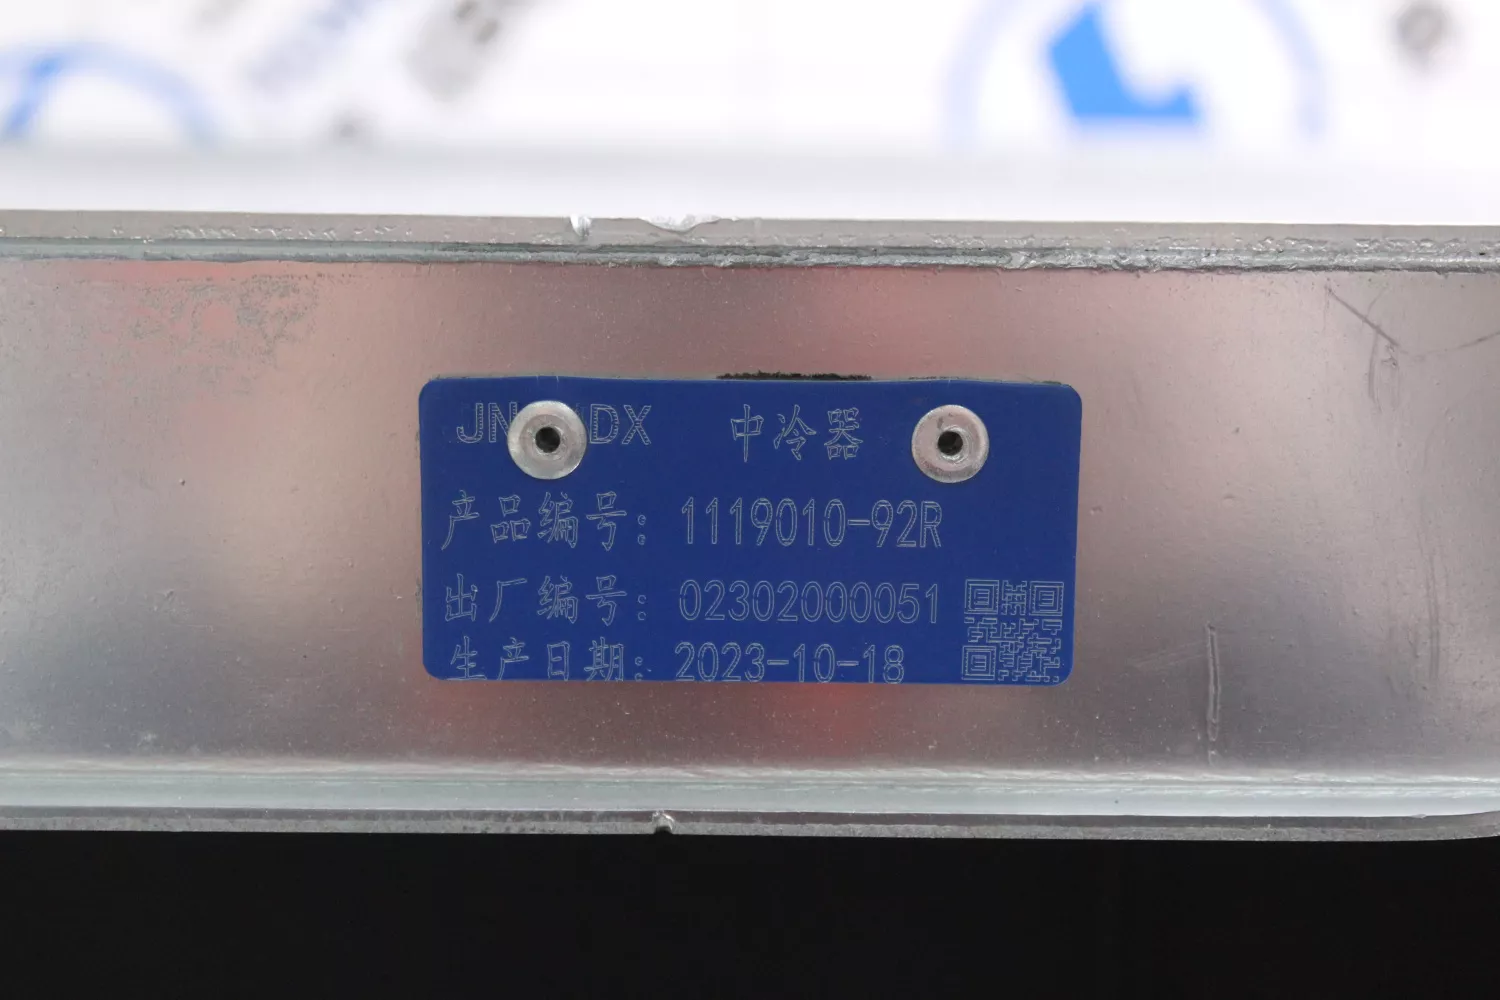 中冷器
产品编号: 1119010-92R
出厂编号: 02302000051
生产日期: 2023-10-18